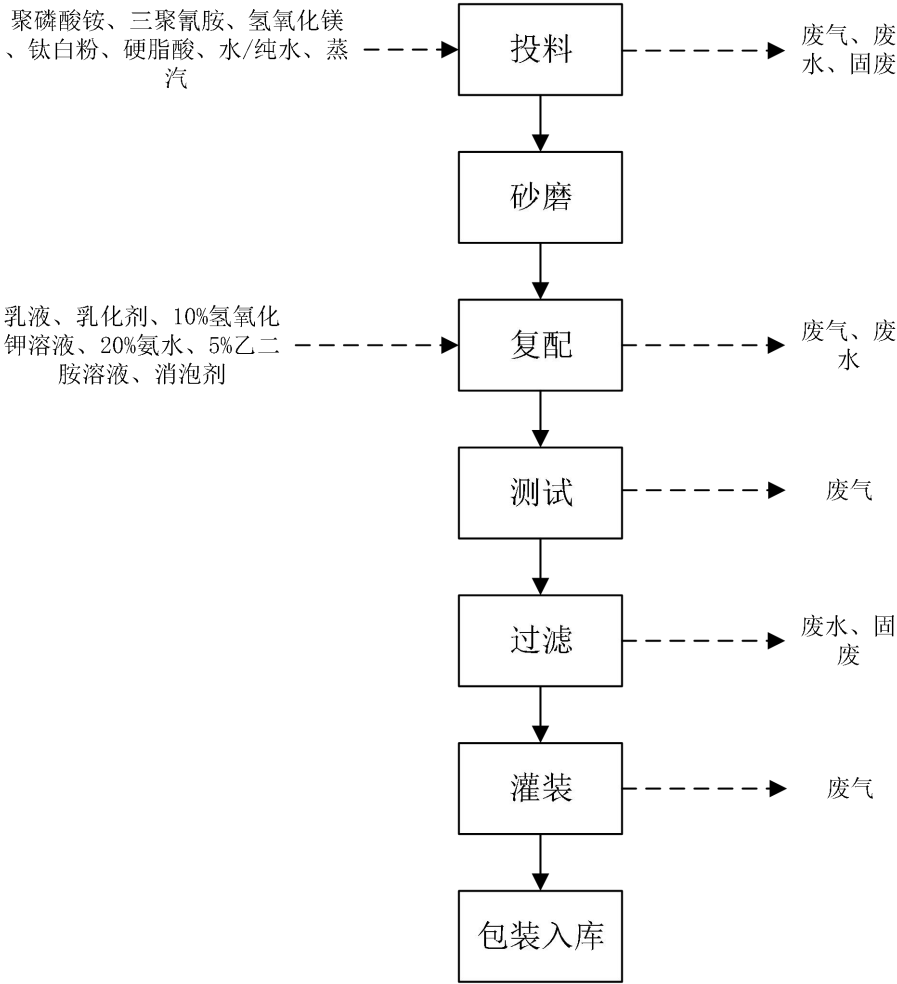 聚磷酸铵、三聚氰胺、氢氧化镁
、钛白粉、硬脂酸、水/纯水、蒸
汽
投料
废气、废
水、固废
砂磨
乳液、乳化剂、10%氢氧化
钾溶液、20%氨水、5%乙二
胺溶液、消泡剂
复配
废气、废
水
测试
废气
过滤
废水、固
废
灌装
废气
包装入库